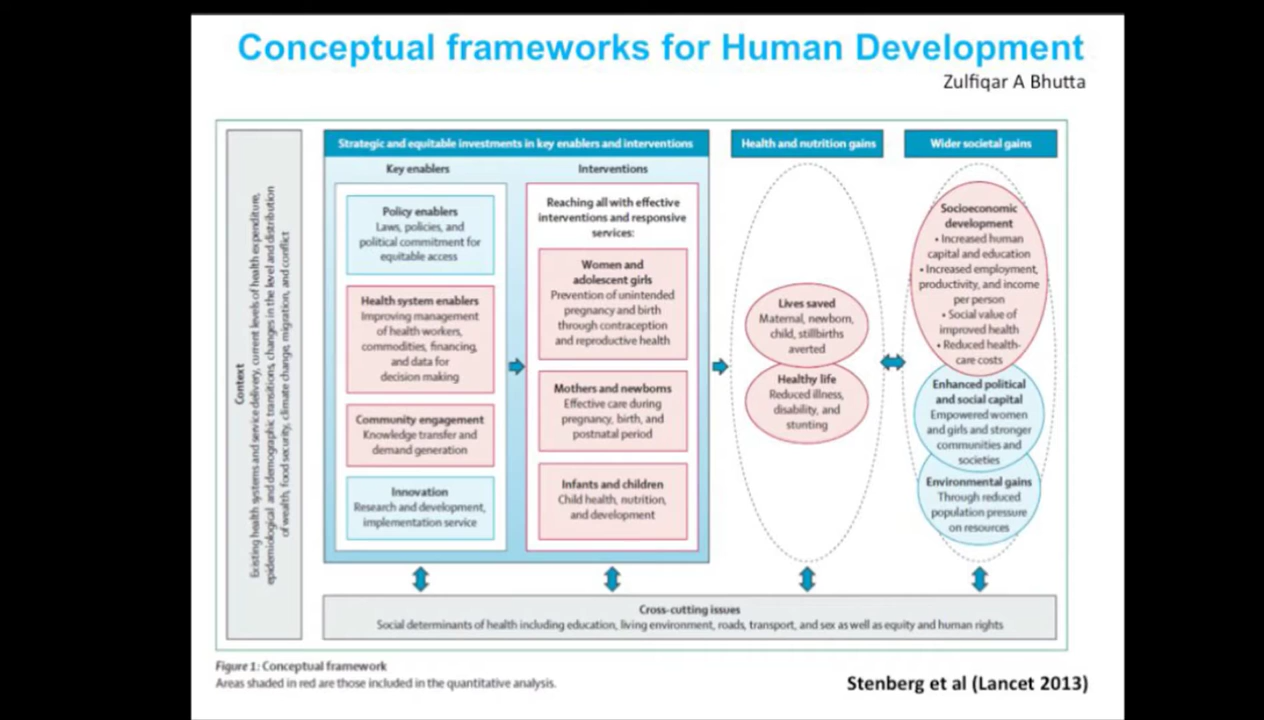 Conceptual frameworks for Human Development
Zulfiqar A Bhutta
Context
Existing health systems and service delivery, current levels of health expenditure,
epidemiological and demographic transitions, changes in the level and distribution
of wealth, food security, climate change, migration, and conflict
Strategic and equitable investments in key enablers and interventions
Key enablers
Policy enablers
Laws, policies, and
political commitment for
equitable access
Health system enablers
Improving management
of health workers,
commodities, financing,
and data for
decision making
Community engagement
Knowledge transfer and
demand generation
Innovation
Research and development,
implementation service
Interventions
Reaching all with effective
interventions and responsive
services:
Women and
adolescent girls
Prevention of unintended
pregnancy and birth
through contraception
and reproductive health
Mothers and newborns
Effective care during
pregnancy, birth, and
postnatal period
Infants and children
Child health, nutrition,
and development
Health and nutrition gains
Lives saved
Maternal, newborn,
child, stillbirths
averted
Healthy life
Reduced illness,
disability, and
stunting
Wider societal gains
Socioeconomic
development
• Increased human
capital and education
• Increased employment,
productivity, and income
per person
• Social value of
improved health
• Reduced health-
care costs
Enhanced political
and social capital
Empowered women
and girls and stronger
communities and
societies
Environmental gains
Through reduced
population pressure
on resources
Cross-cutting issues
Social determinants of health including education, living environment, roads, transport, and sex as well as equity and human rights
Figure 1: Conceptual framework
Areas shaded in red are those included in the quantitative analysis.
Stenberg et al (Lancet 2013)